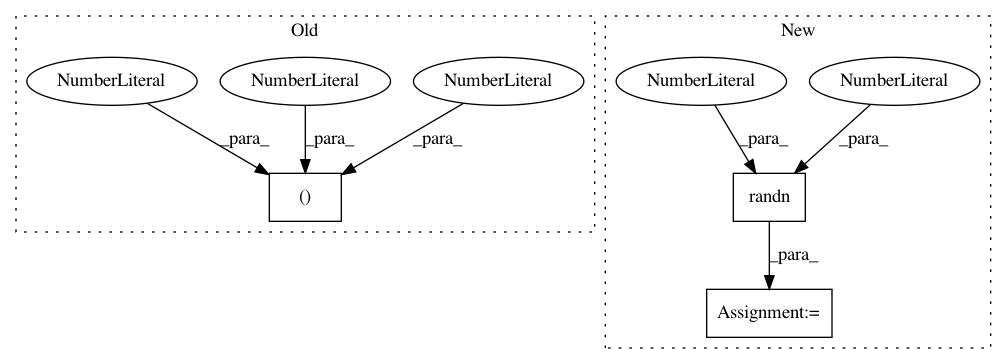 Old
New
NumberLiteral
NumberLiteral
NumberLiteral
NumberLiteral
NumberLiteral
_para_
_para_
_para_
_para_
_para_
()
randn
_para_
Assignment:=